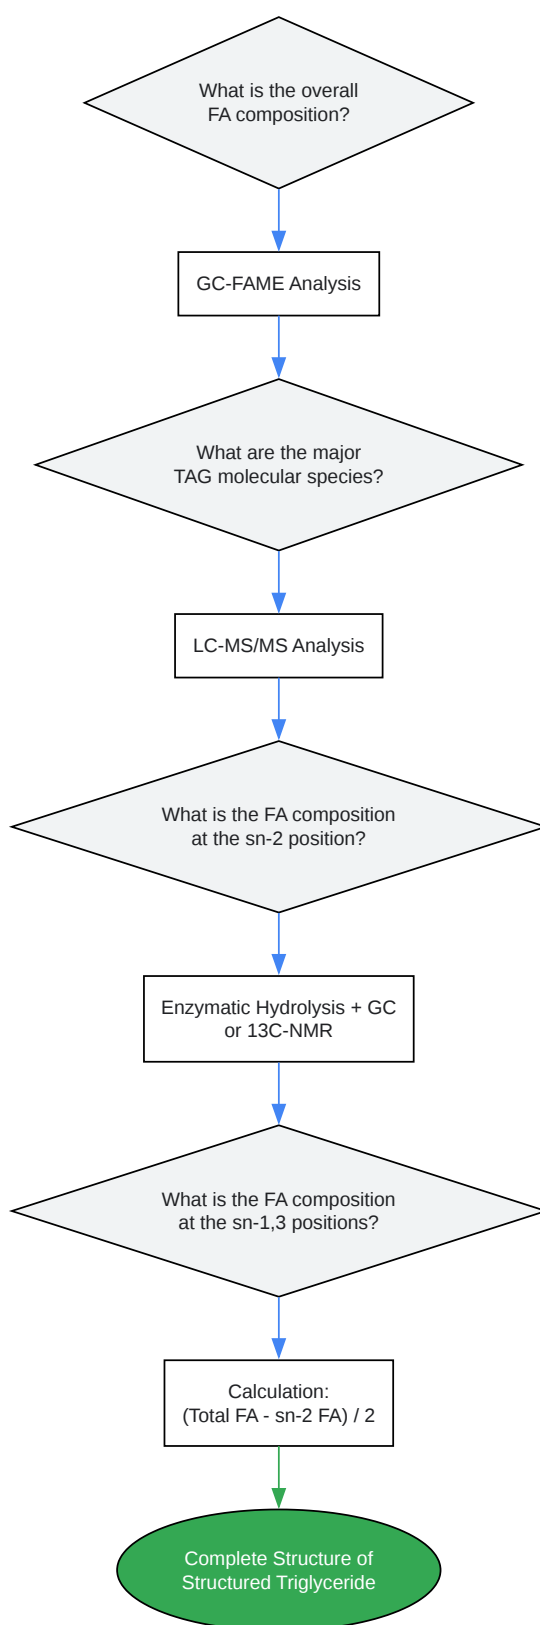 What is the overall
FA composition?
GC-FAME Analysis
What are the major
TAG molecular species?
LC-MS/MS Analysis
What is the FA composition
at the sn-2 position?
Enzymatic Hydrolysis + GC
or 13C-NMR
What is the FA composition
at the sn-1,3 positions?
Calculation:
(Total FA - sn-2 FA) / 2
Complete Structure of
Structured Triglyceride